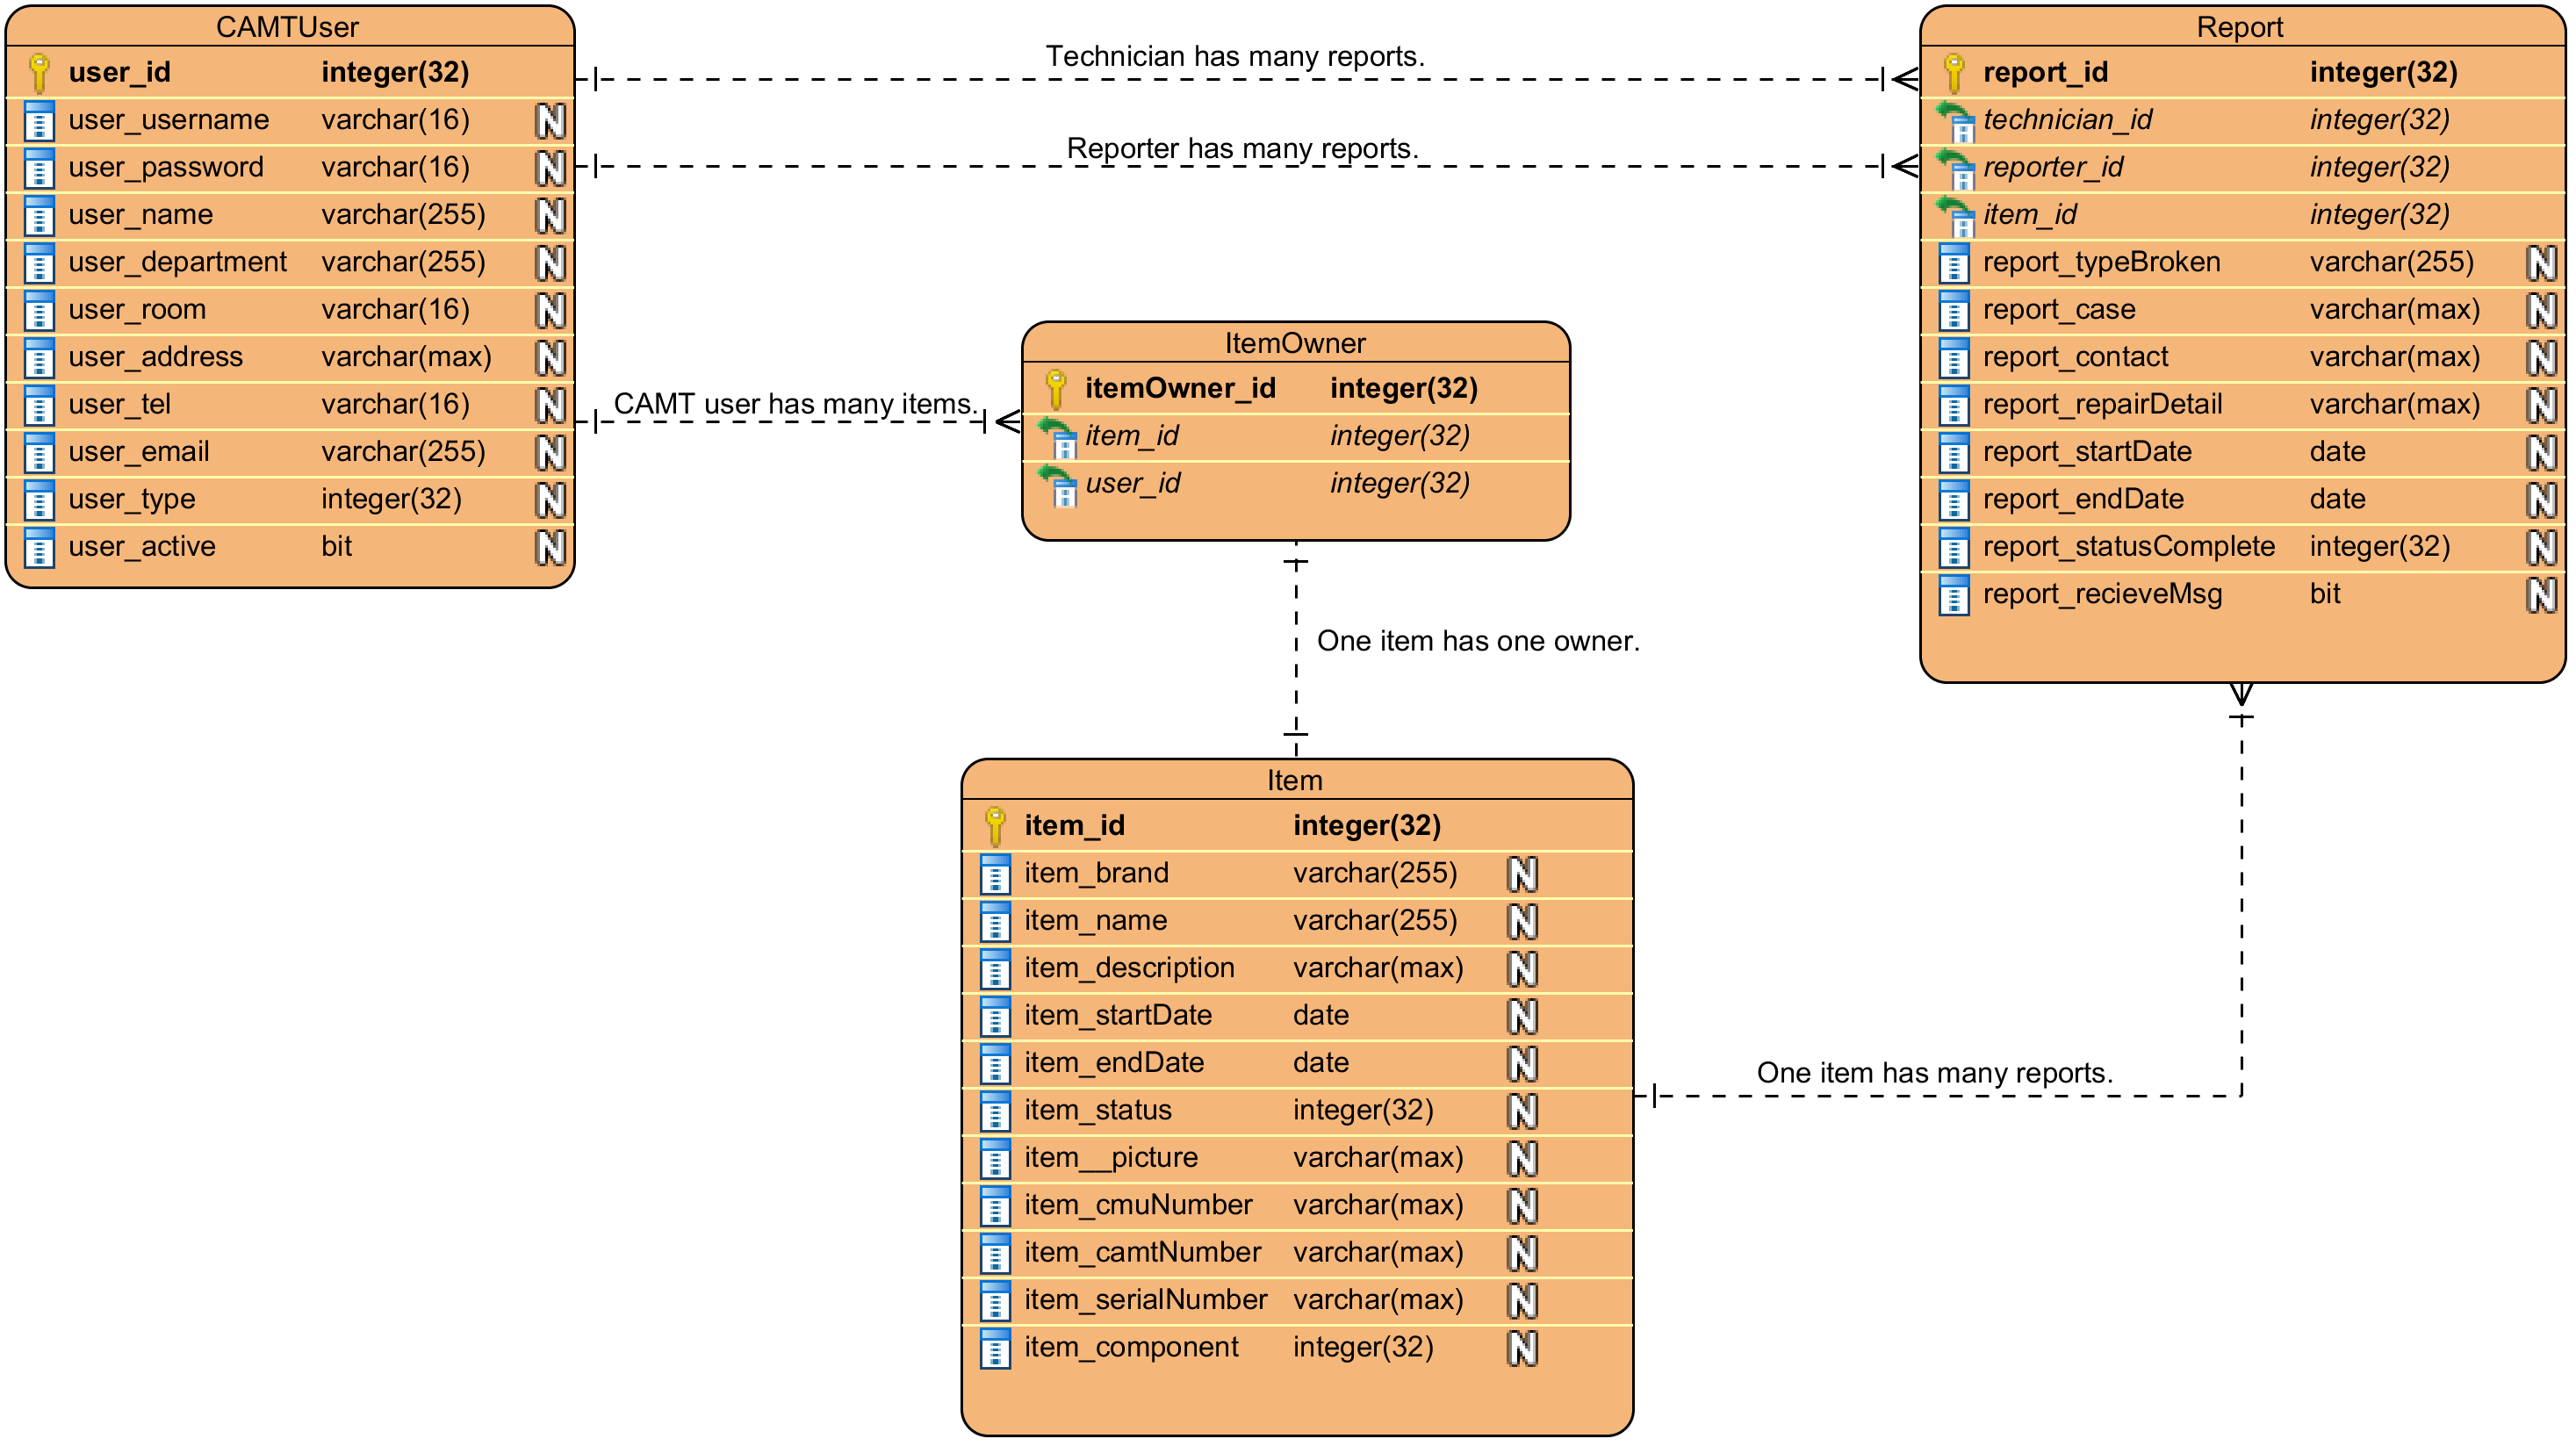 CAMTUser
user_id integer(32)
user_username varchar(16) N
user_password varchar(16) N
user_name varchar(255) N
user_department varchar(255) N
user_room varchar(16) N
user_address varchar(max) N
user_tel varchar(16) N
user_email varchar(255) N
user_type integer(32) N
user_active bit N
Technician has many reports.
Reporter has many reports.
CAMT user has many items.
ItemOwner
itemOwner_id integer(32)
item_id integer(32)
user_id integer(32)
One item has one owner.
Report
report_id integer(32)
technician_id integer(32)
reporter_id integer(32)
item_id integer(32)
report_typeBroken varchar(255) N
report_case varchar(max) N
report_contact varchar(max) N
report_repairDetail varchar(max) N
report_startDate date N
report_endDate date N
report_statusComplete integer(32) N
report_recieveMsg bit N
Item
item_id integer(32)
item_brand varchar(255) N
item_name varchar(255) N
item_description varchar(max) N
item_startDate date N
item_endDate date N
item_status integer(32) N
item__picture varchar(max) N
item_cmuNumber varchar(max) N
item_camtNumber varchar(max) N
item_serialNumber varchar(max) N
item_component integer(32) N
One item has many reports.